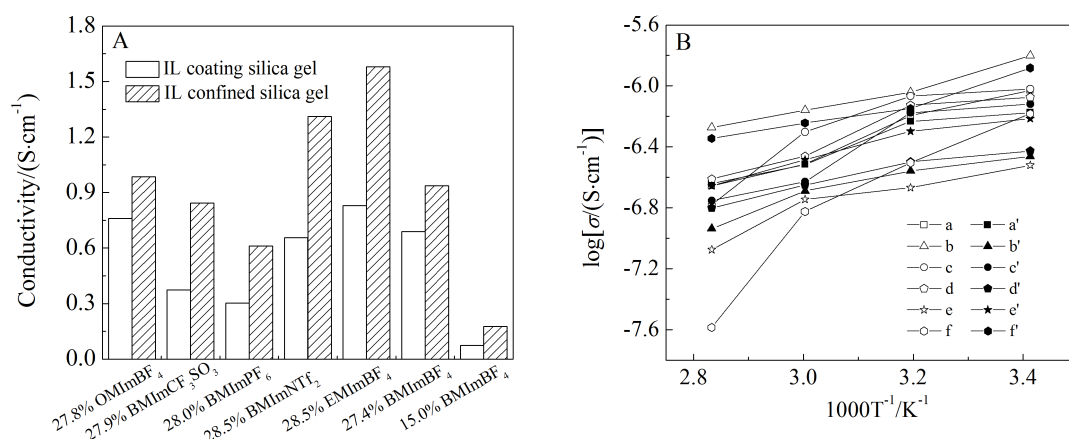 A
IL coating silica gel
IL confined silica gel
Conductivity/(S·cm⁻¹)
1.8
1.5
1.2
0.9
0.6
0.3
0.0
27.8% OMImBF₄
27.9% BMImCF₃SO₃
28.0% BMImPF₆
28.5% BMImNTf₂
28.5% EMImBF₄
27.4% BMImBF₄
15.0% BMImBF₄
B
log[σ/(S·cm⁻¹)]
-5.6
-6.0
-6.4
-6.8
-7.2
-7.6
a a'
b b'
c c'
d d'
e e'
f f'
2.8 3.0 3.2 3.4
1000T⁻¹/K⁻¹